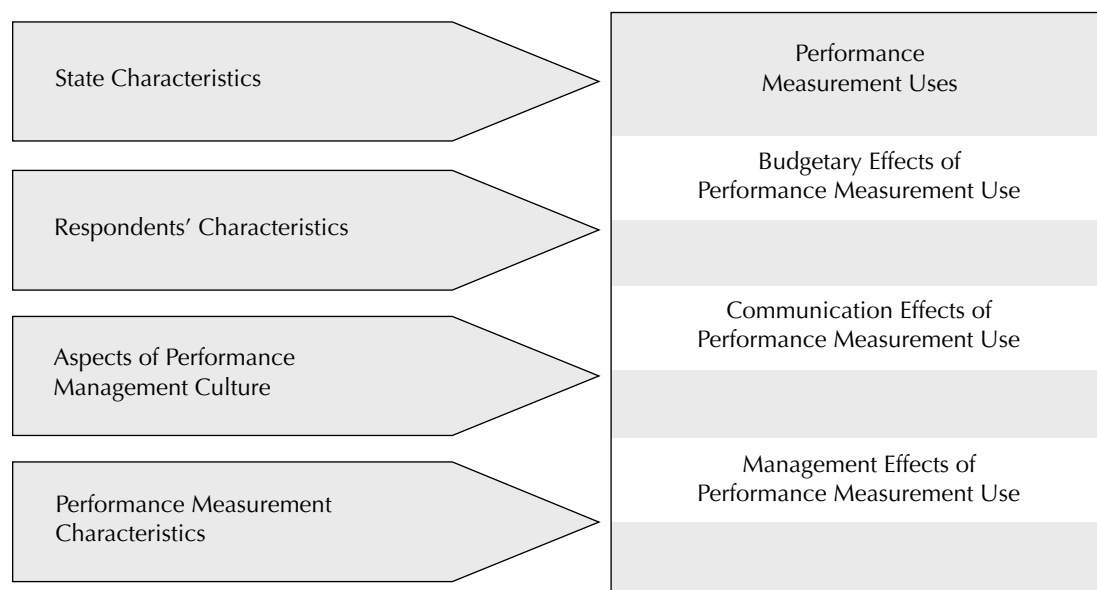 State Characteristics
Respondents’ Characteristics
Aspects of Performance
Management Culture
Performance Measurement
Characteristics
Performance
Measurement Uses
Budgetary Effects of
Performance Measurement Use
Communication Effects of
Performance Measurement Use
Management Effects of
Performance Measurement Use